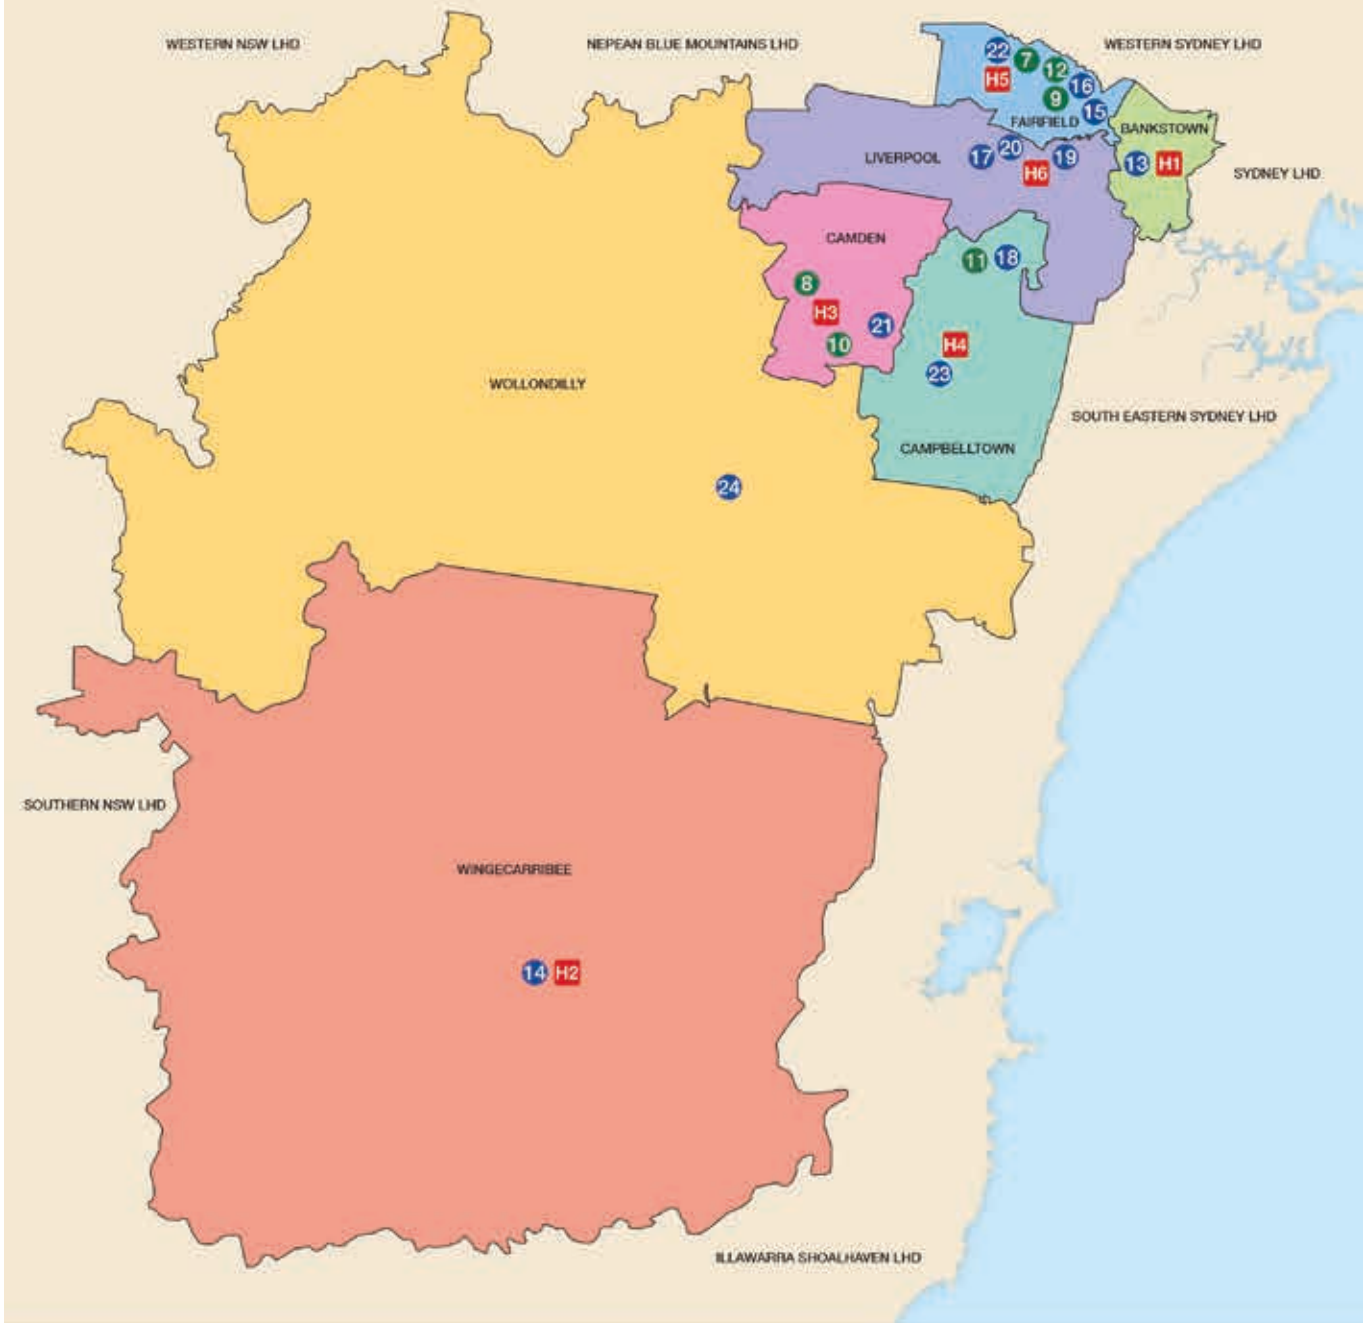 WESTERN NSW LHD
NEPEAN BLUE MOUNTAINS LHD
WESTERN SYDNEY LHD
22
7
12
H5
16
9
15
FAIRFIELD
BANKSTOWN
LIVERPOOL
17
20
19
H6
13
H1
SYDNEY LHD
CAMDEN
11
18
8
H3
21
10
H4
23
WOLLONDILLY
SOUTH EASTERN SYDNEY LHD
CAMPBELLTOWN
24
SOUTHERN NSW LHD
WINGECARRIBEE
14
H2
ILLAWARRA SHOALHAVEN LHD